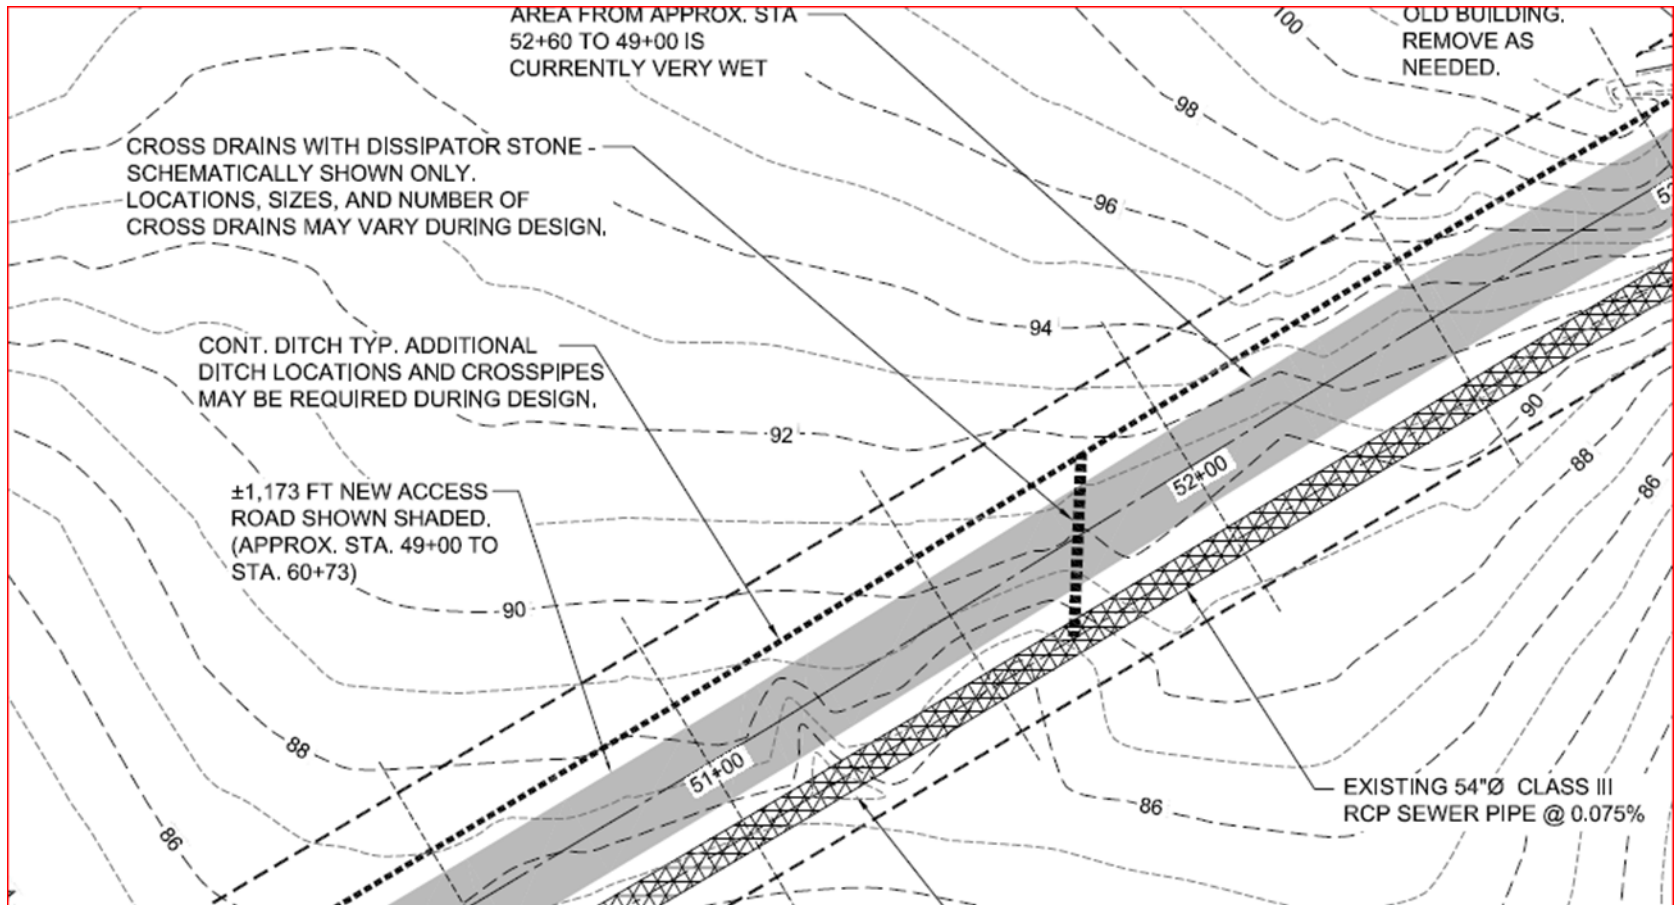 AREA FROM APPROX. STA
52+60 TO 49+00 IS
CURRENTLY VERY WET
100
OLD BUILDING.
REMOVE AS
NEEDED.
98
CROSS DRAINS WITH DISSIPATOR STONE -
SCHEMATICALLY SHOWN ONLY.
LOCATIONS, SIZES, AND NUMBER OF
CROSS DRAINS MAY VARY DURING DESIGN.
96
94
CONT. DITCH TYP. ADDITIONAL
DITCH LOCATIONS AND CROSSPIPES
MAY BE REQUIRED DURING DESIGN.
90
92
88
52+00
86
±1,173 FT NEW ACCESS
ROAD SHOWN SHADED.
(APPROX. STA. 49+00 TO
STA. 60+73)
90
88
51+00
86
86
EXISTING 54"Ø CLASS III
RCP SEWER PIPE @ 0.075%